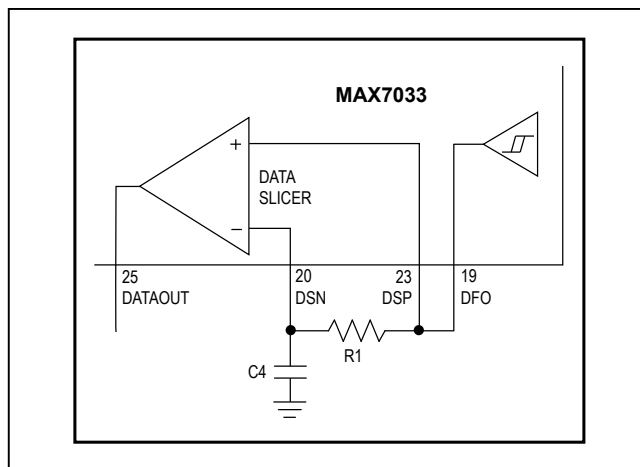 MAX7033
+
DATA
SLICER
−
25
DATAOUT
20
DSN
23
DSP
19
DFO
R1
C4